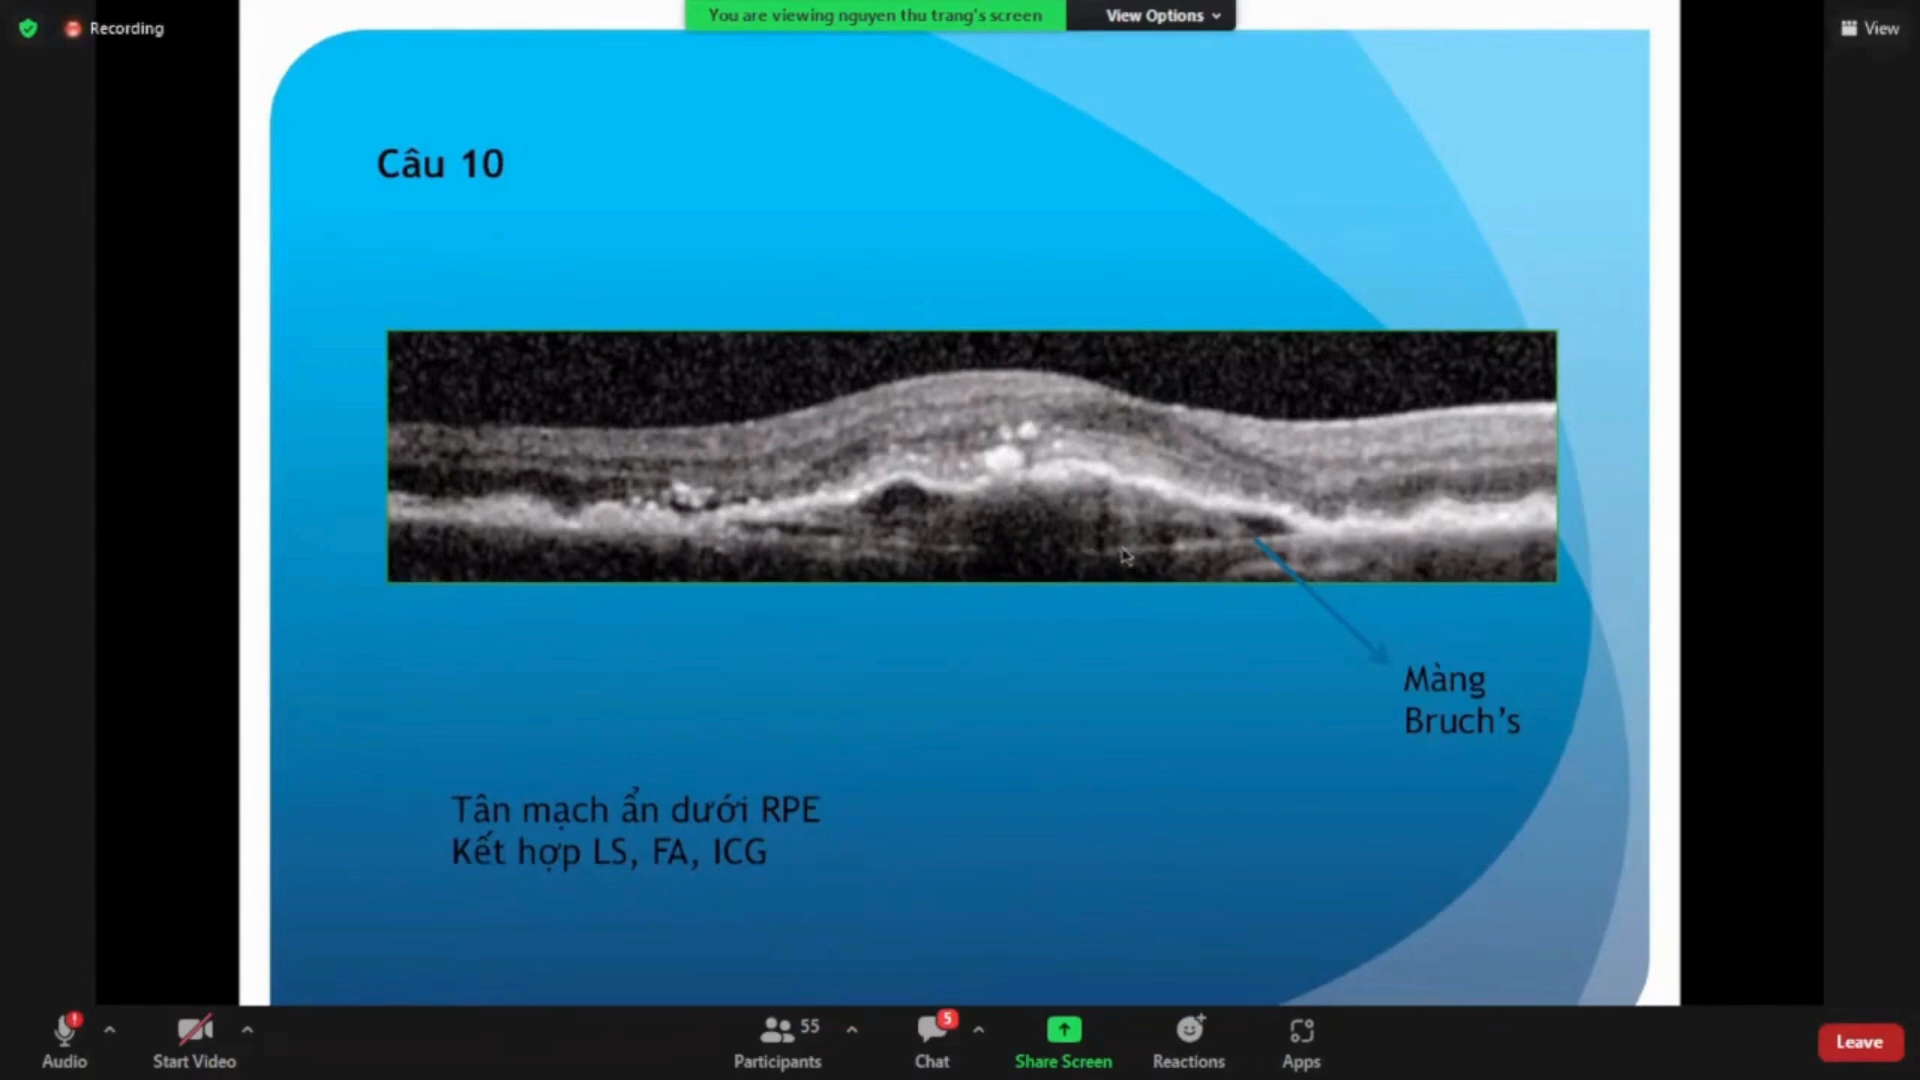 You are viewing nguyen thu trang's screen
View Options
Recording
View
Câu 10
Màng
Bruch's
Tân mạch ẩn dưới RPE
Kết hợp LS, FA, ICG
Audio
Start Video
55
Participants
5
Chat
Share Screen
Reactions
Apps
Leave